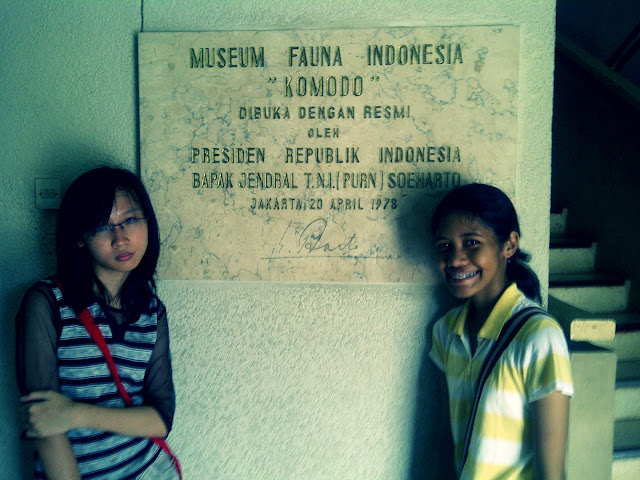 MUSEUM FAUNA INDONESIA
" KOMODO "
DIBUKA DENGAN RESMI
OLEH
PRESIDEN REPUBLIK INDONESIA
BAPAK JENDRAL T.N.I.(PURN) SOEHARTO
JAKARTA, 20 APRIL 1978